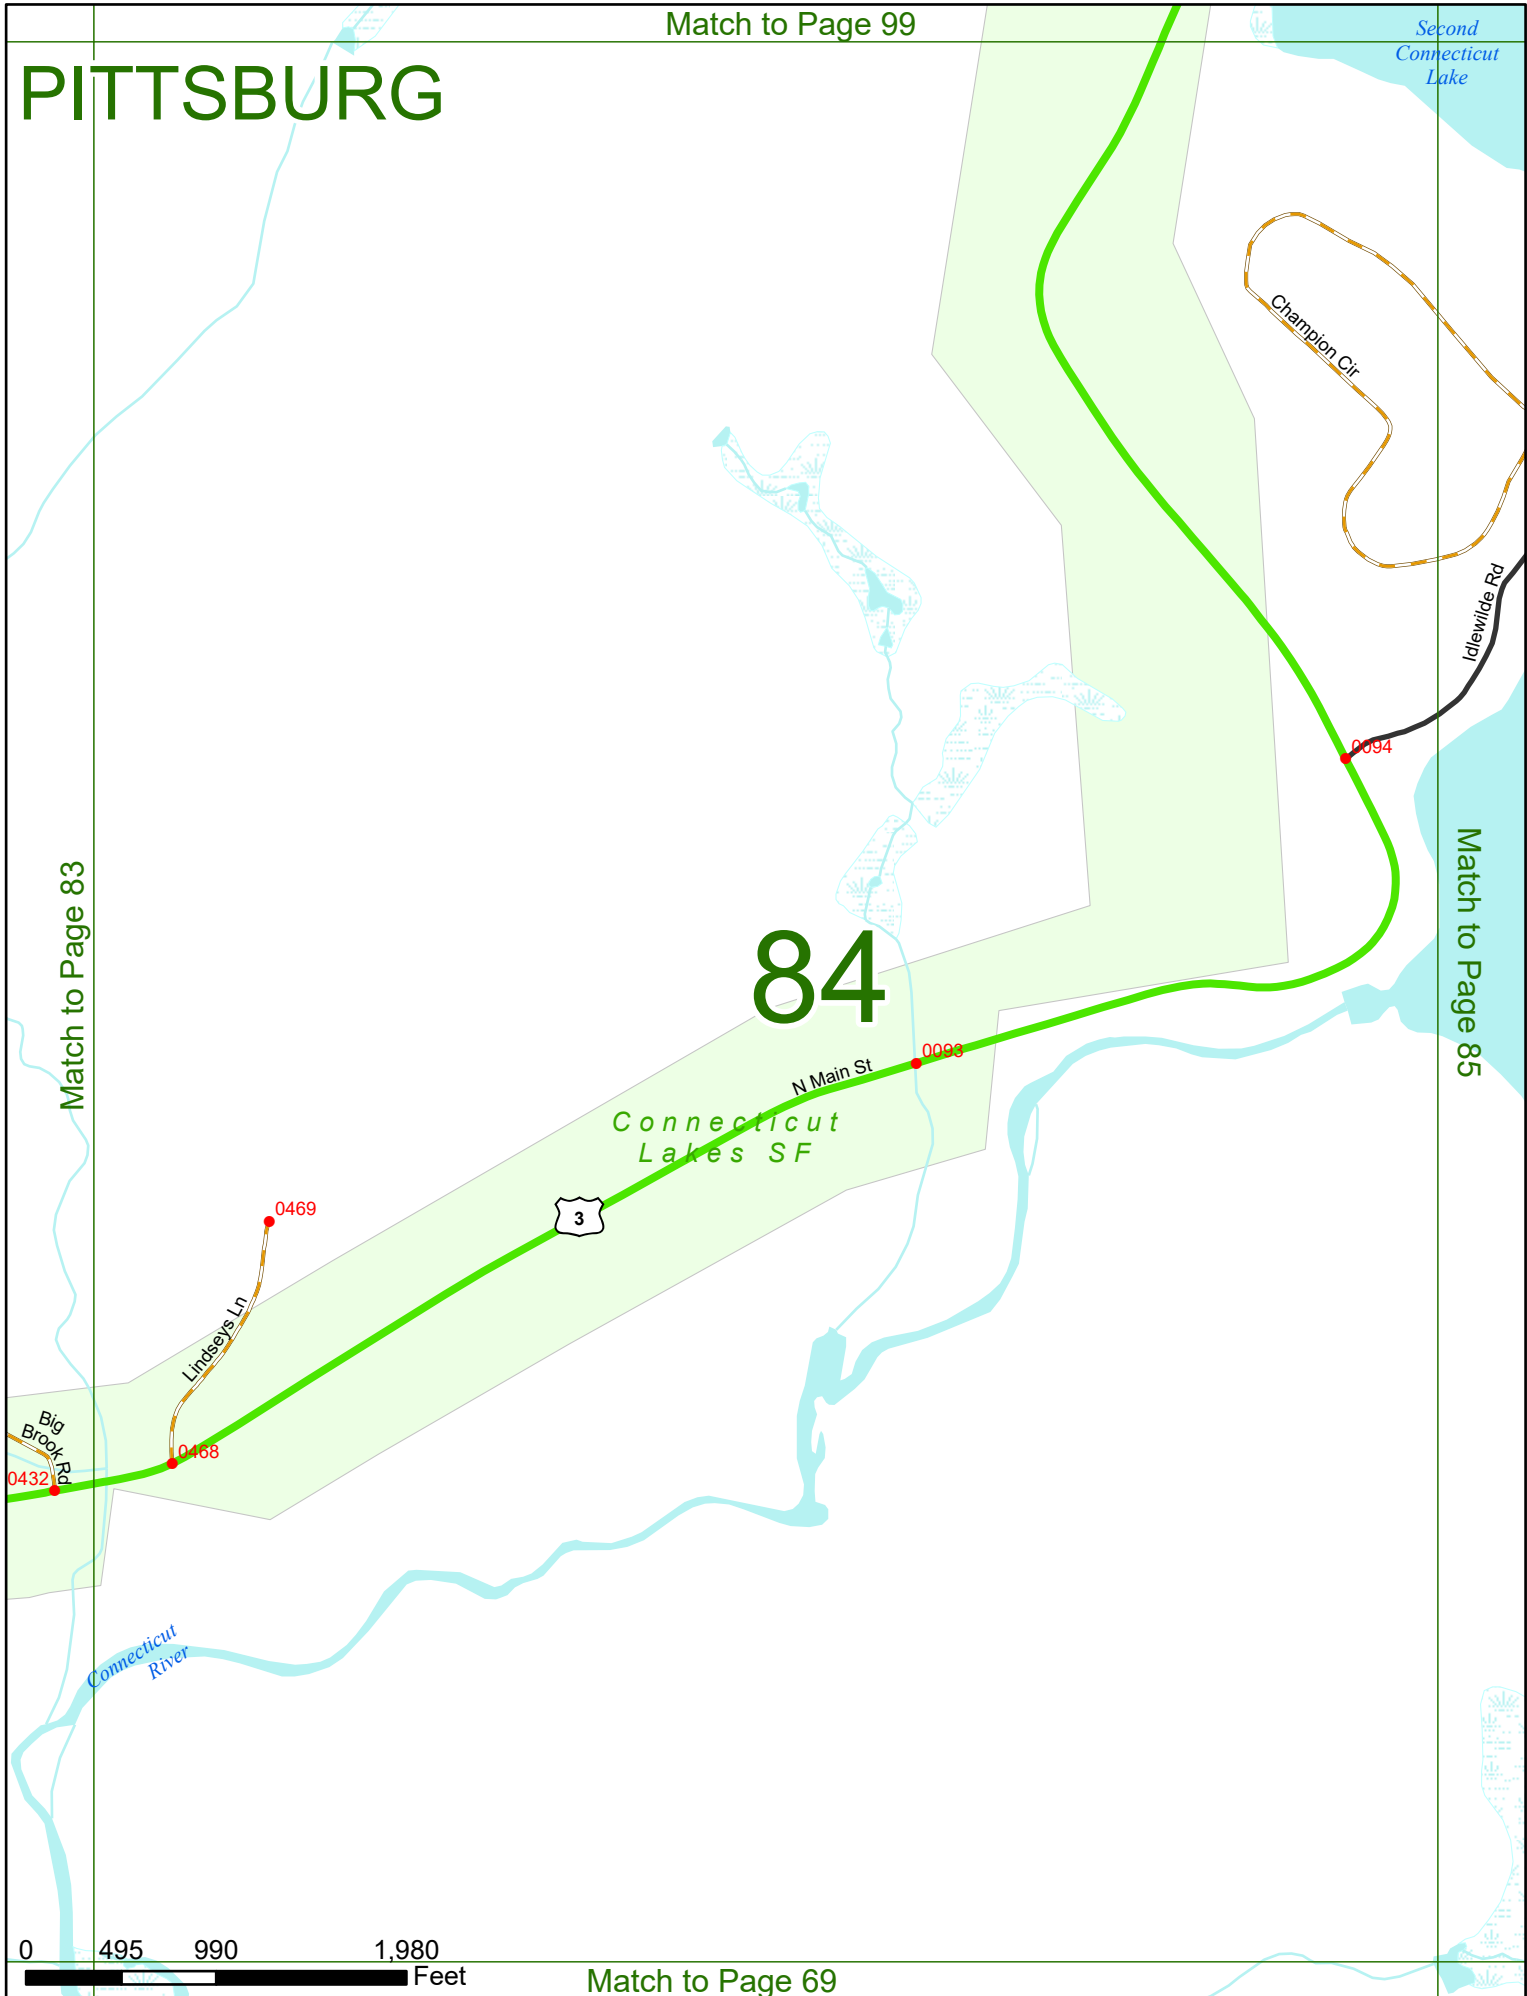 Match to Page 99
Second
Connecticut
Lake
PITTSBURG
Champion Cir
Idlewilde Rd
0094
Match to Page 83
Match to Page 85
84
0093
N Main St
Connecticut
Lakes SF
3
0469
Lindseys Ln
Big
Brook Rd
0468
0432
Connecticut
River
0 495 990 1,980
Feet
Match to Page 69